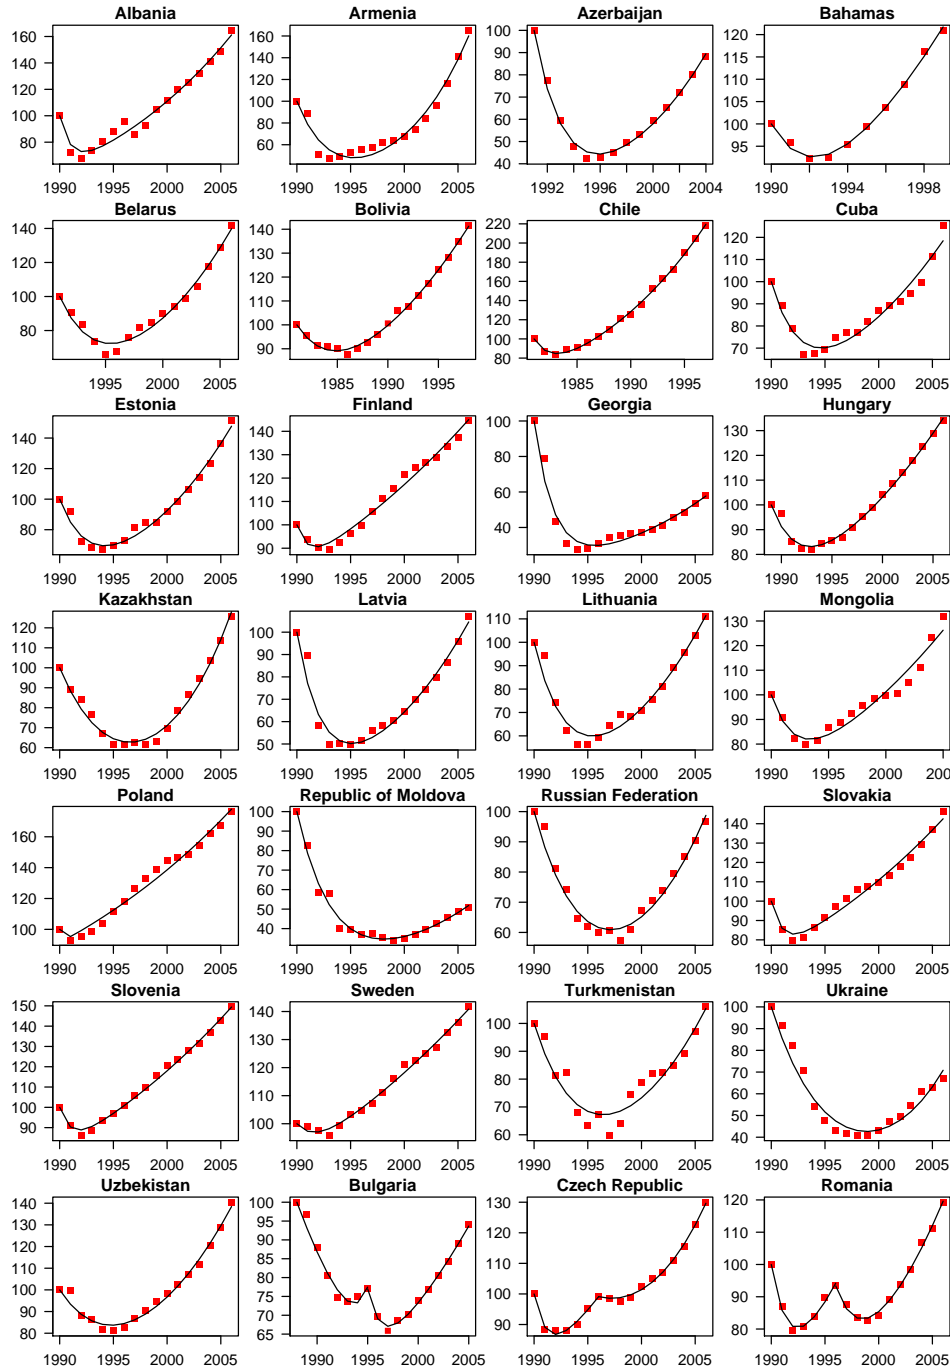 Albania Armenia Azerbaijan Bahamas
160 140 120 100 80
160 140 120 100 80 60
100 90 80 70 60 50 40
120 115 110 105 100 95
1990 1995 2000 2005
1990 1995 2000 2005
1992 1996 2000 2004
1990 1994 1998
Belarus Bolivia Chile Cuba
140 120 100 80
140 130 120 110 100 90
220 200 180 160 140 120 100 80
120 110 100 90 80 70
1995 2000 2005
1985 1990 1995
1985 1990 1995
1990 1995 2000 2005
Estonia Finland Georgia Hungary
140 120 100 80
140 130 120 110 100 90
100 80 60 40
130 120 110 100 90 80
1990 1995 2000 2005
1990 1995 2000 2005
1990 1995 2000 2005
1990 1995 2000 2005
Kazakhstan Latvia Lithuania Mongolia
120 110 100 90 80 70 60
100 90 80 70 60 50
110 100 90 80 70 60
130 120 110 100 90 80
1990 1995 2000 2005
1990 1995 2000 2005
1990 1995 2000 2005
1990 1995 2000 200
Poland Republic of Moldova Russian Federation Slovakia
160 140 120 100
100 90 80 70 60 50 40
100 90 80 70 60
140 130 120 110 100 90 80
1990 1995 2000 2005
1990 1995 2000 2005
1990 1995 2000 2005
1990 1995 2000 2005
Slovenia Sweden Turkmenistan Ukraine
150 140 130 120 110 100 90
140 130 120 110 100
100 90 80 70 60
100 90 80 70 60 50 40
1990 1995 2000 2005
1990 1995 2000 2005
1990 1995 2000 2005
1990 1995 2000 2005
Uzbekistan Bulgaria Czech Republic Romania
140 130 120 110 100 90 80
100 95 90 85 80 75 70 65
130 120 110 100 90
120 110 100 90 80
1990 1995 2000 2005
1990 1995 2000 2005
1990 1995 2000 2005
1990 1995 2000 2005